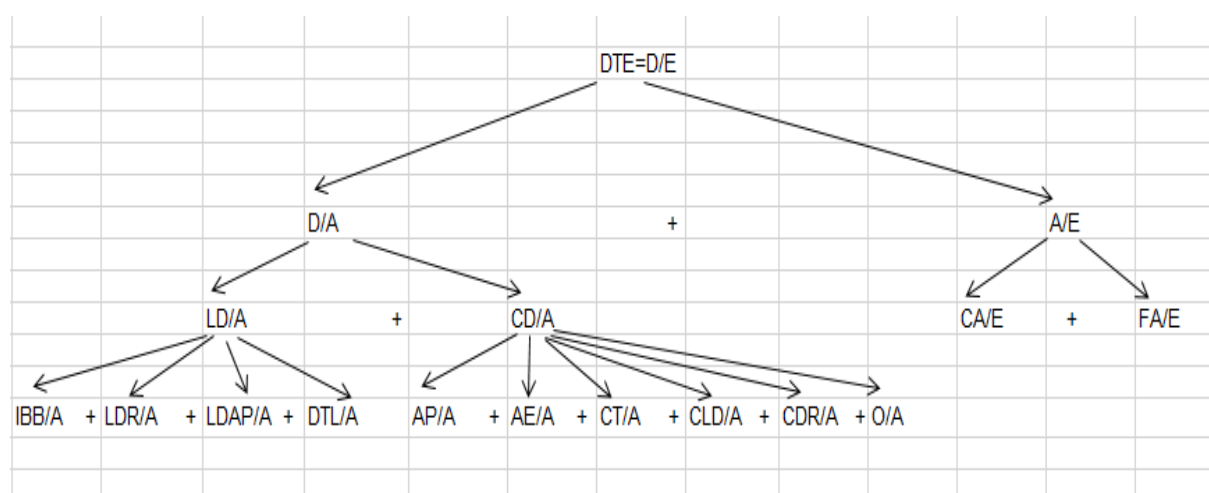 DTE=D/E
D/A + A/E
LD/A + CD/A CA/E + FA/E
IBB/A + LDR/A + LDAP/A + DTL/A AP/A + AE/A + CT/A + CLD/A + CDR/A + O/A